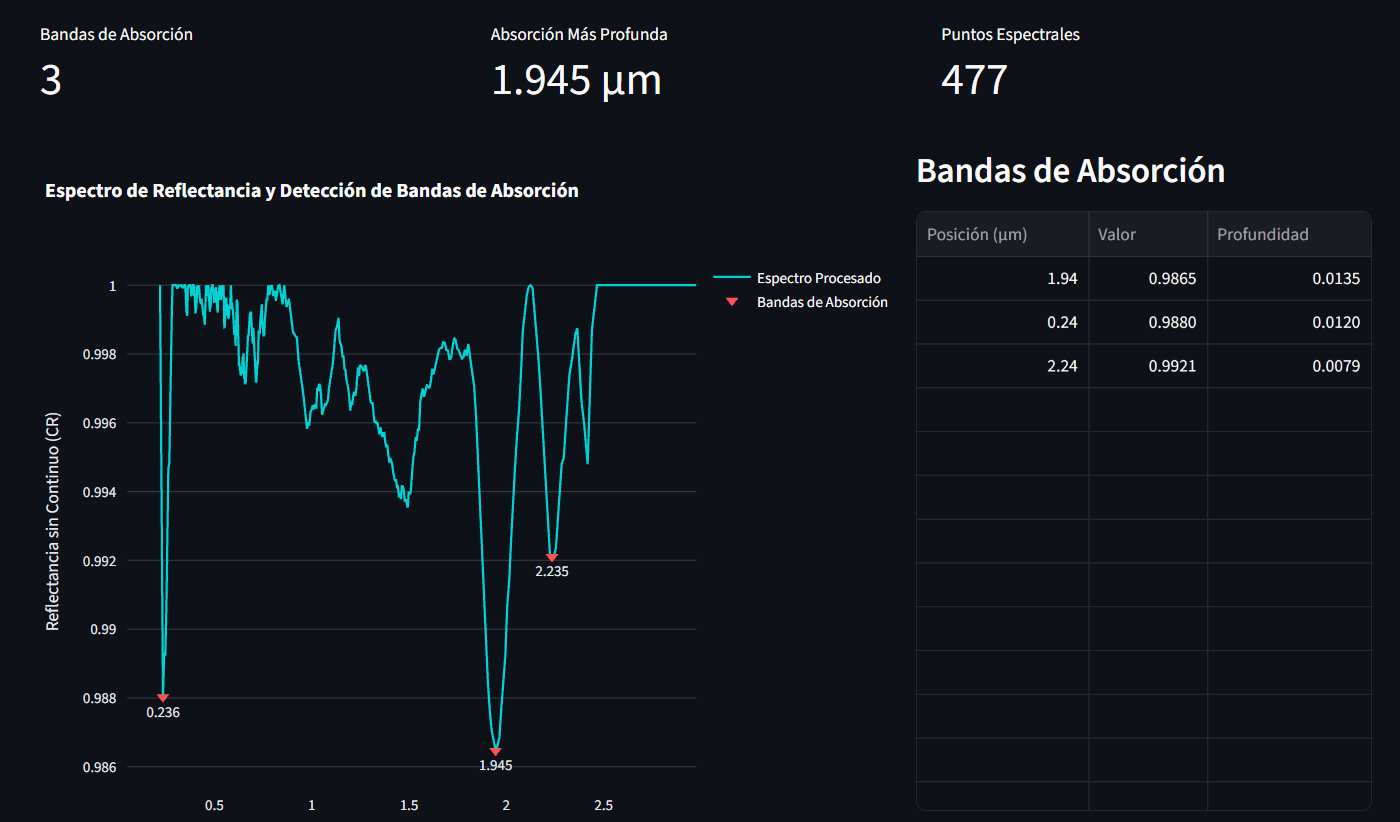 Bandas de Absorción
3
Absorción Más Profunda
1.945 µm
Puntos Espectrales
477
Espectro de Reflectancia y Detección de Bandas de Absorción
Espectro Procesado
Bandas de Absorción
Reflectancia sin Continuo (CR)
1
0.998
0.996
0.994
0.992
0.99
0.988
0.986
0.236
1.945
2.235
0.5 1 1.5 2 2.5
Bandas de Absorción
Posición (µm) Valor Profundidad
1.94 0.9865 0.0135
0.24 0.9880 0.0120
2.24 0.9921 0.0079